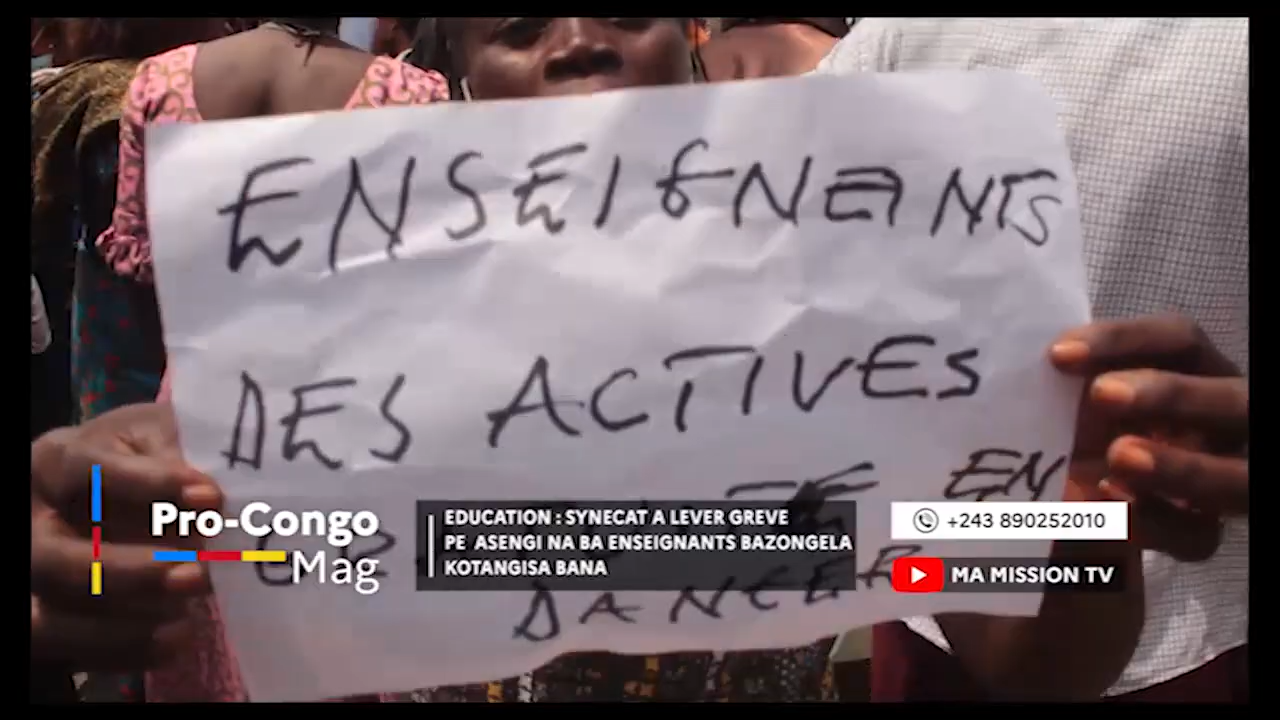 ENSEIGNANTS
DES ACTIVES
EN
DANGER
Pro-Congo
Mag
EDUCATION : SYNECAT A LEVER GREVE
PE ASENGI NA BA ENSEIGNANTS BAZONGELA
KOTANGISA BANA
+243 890252010
MA MISSION TV